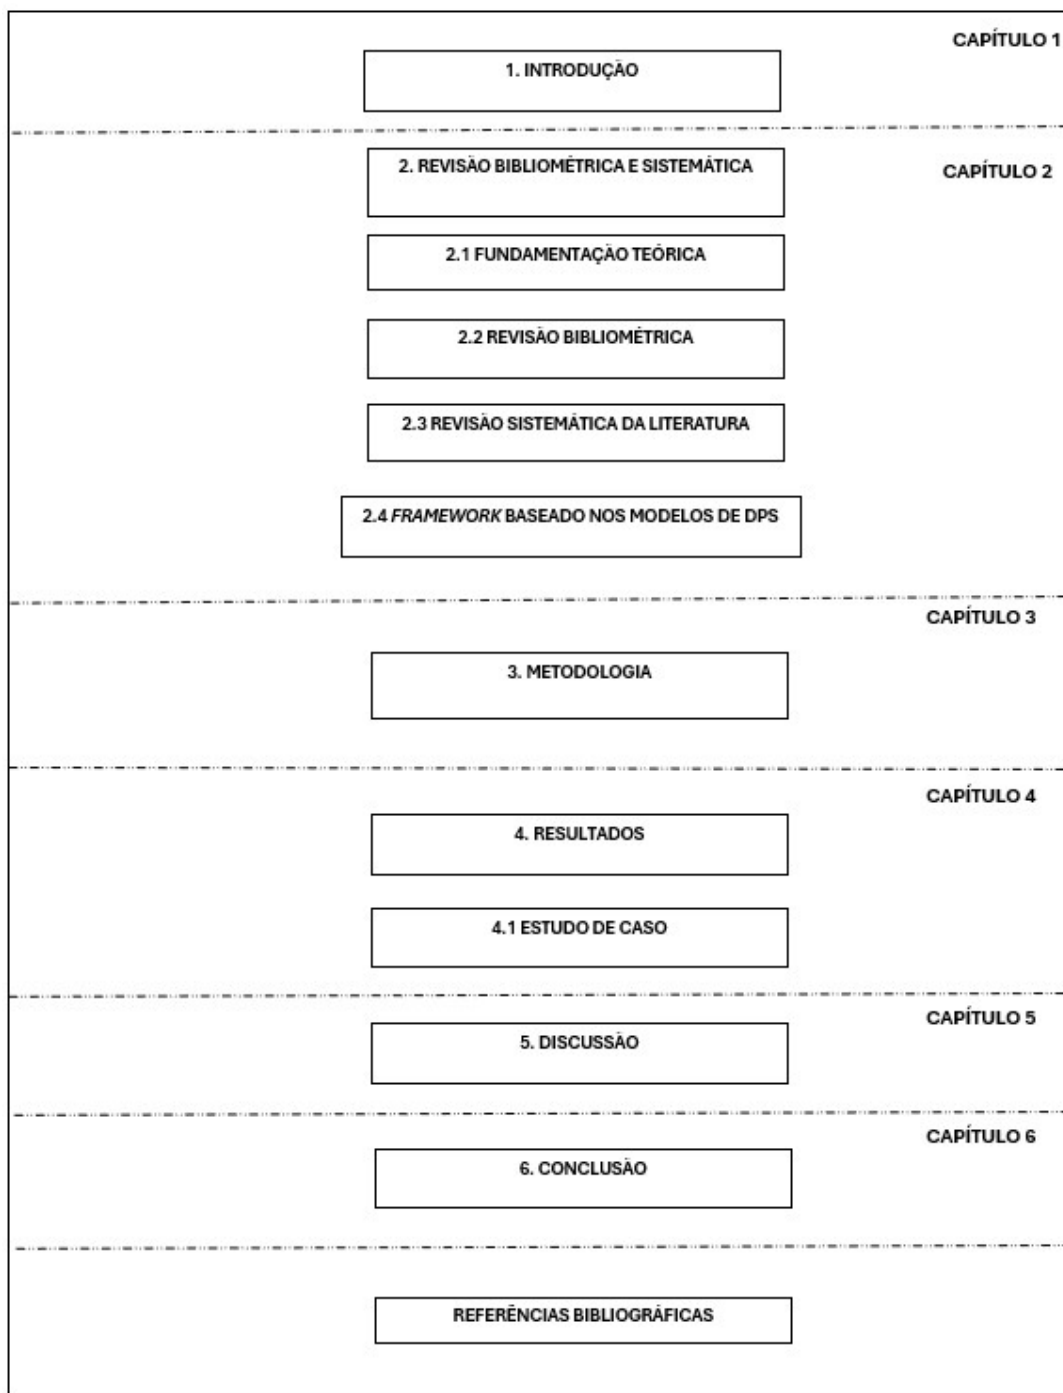 CAPÍTULO 1
1. INTRODUÇÃO
CAPÍTULO 2
2. REVISÃO BIBLIOMÉTRICA E SISTEMÁTICA
2.1 FUNDAMENTAÇÃO TEÓRICA
2.2 REVISÃO BIBLIOMÉTRICA
2.3 REVISÃO SISTEMÁTICA DA LITERATURA
2.4 FRAMEWORK BASEADO NOS MODELOS DE DPS
CAPÍTULO 3
3. METODOLOGIA
CAPÍTULO 4
4. RESULTADOS
4.1 ESTUDO DE CASO
CAPÍTULO 5
5. DISCUSSÃO
CAPÍTULO 6
6. CONCLUSÃO
REFERÊNCIAS BIBLIOGRÁFICAS